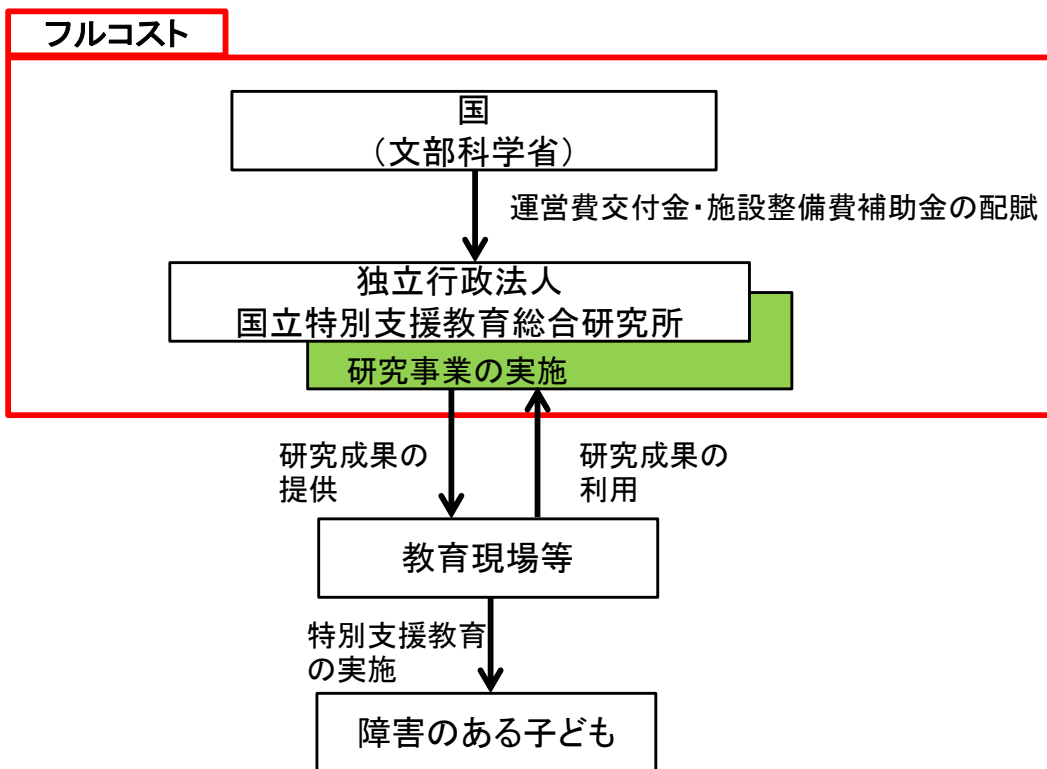 フルコスト
国
（文部科学省）
運営費交付金・施設整備費補助金の配賦
独立行政法人
国立特別支援教育総合研究所
研究事業の実施
研究成果の
提供
研究成果の
利用
教育現場等
特別支援教育
の実施
障害のある子ども